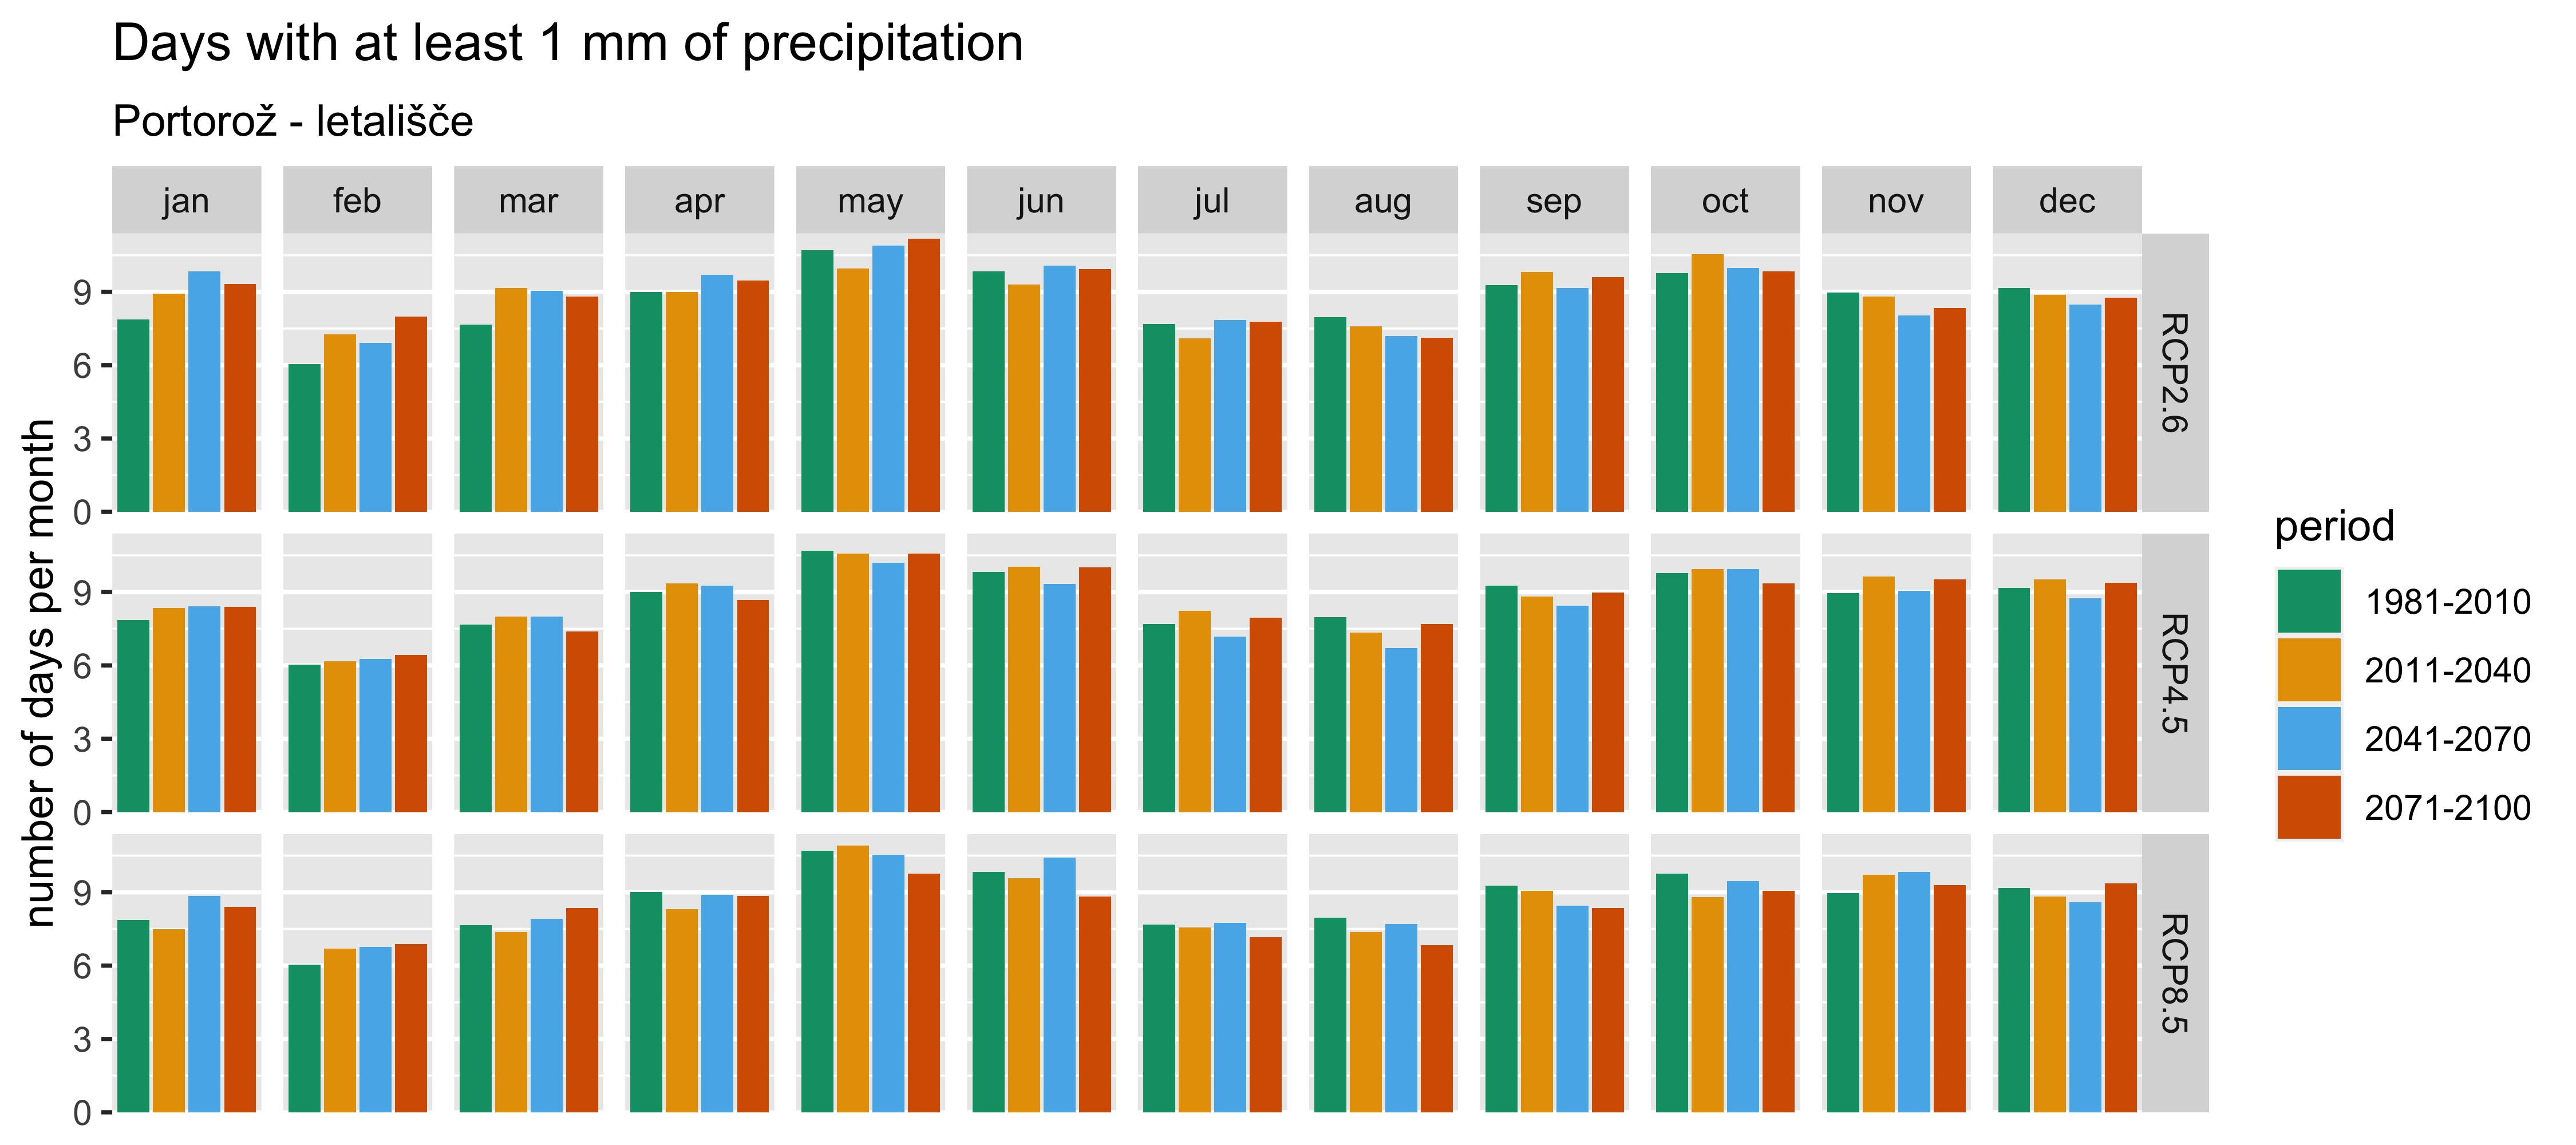 Days with at least 1 mm of precipitation
Portorož - letališče
jan feb mar apr may jun jul aug sep oct nov dec
number of days per month
9
6
3
0
RCP2.6
9
6
3
0
RCP4.5
9
6
3
0
RCP8.5
period
1981-2010
2011-2040
2041-2070
2071-2100